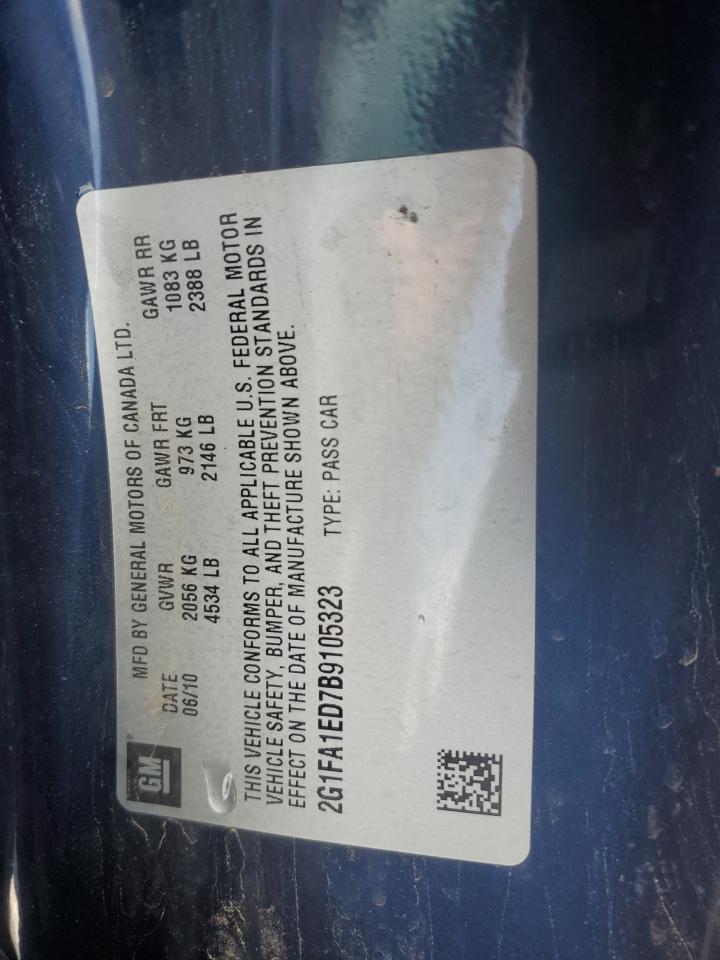 GM
MFD BY GENERAL MOTORS OF CANADA LTD.
DATE GVWR GAWR FRT GAWR RR
06/10 2056 KG 973 KG 1083 KG
4534 LB 2146 LB 2388 LB
THIS VEHICLE CONFORMS TO ALL APPLICABLE U.S. FEDERAL MOTOR
VEHICLE SAFETY, BUMPER, AND THEFT PREVENTION STANDARDS IN
EFFECT ON THE DATE OF MANUFACTURE SHOWN ABOVE.
2G1FA1ED7B9105323 TYPE: PASS CAR